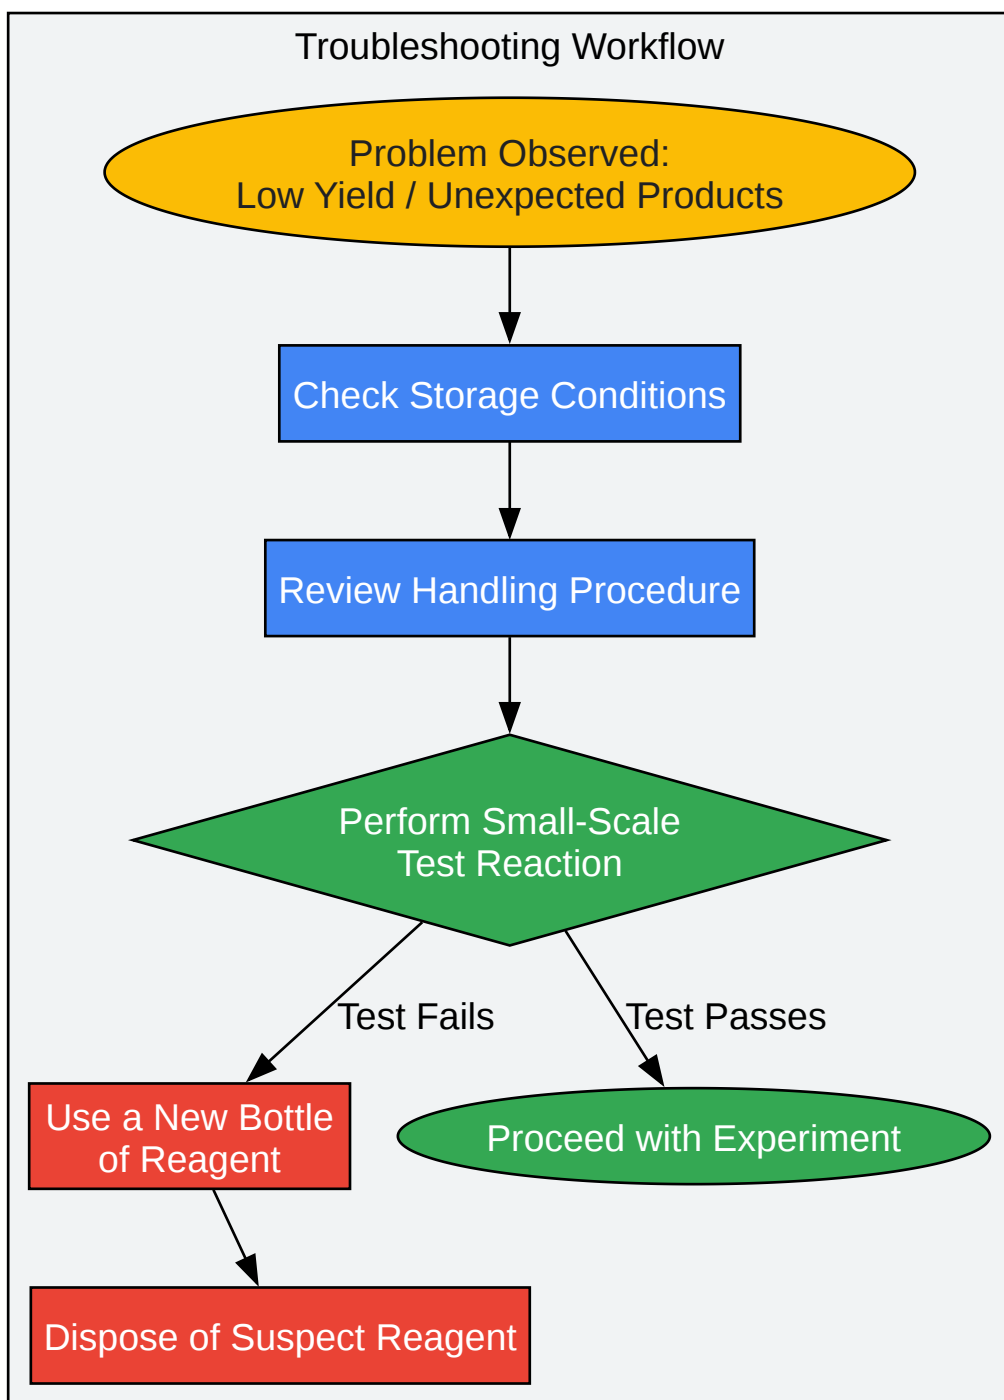 Troubleshooting Workflow
Problem Observed:
Low Yield / Unexpected Products
Check Storage Conditions
Review Handling Procedure
Perform Small-Scale
Test Reaction
Test Fails
Test Passes
Use a New Bottle
of Reagent
Proceed with Experiment
Dispose of Suspect Reagent